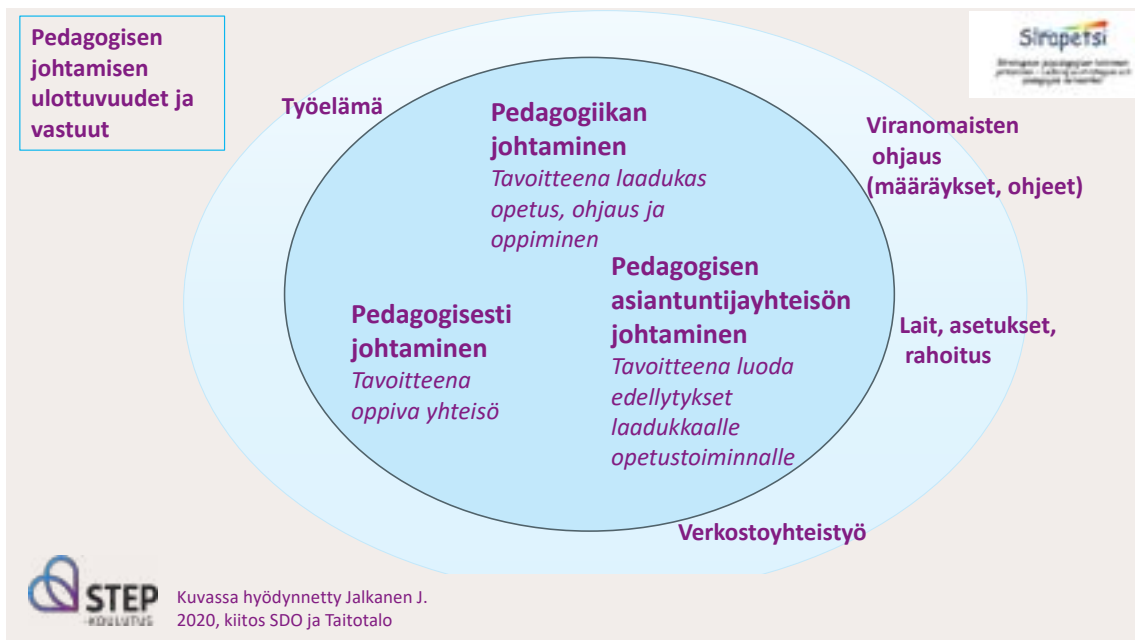 Pedagogisen
johtamisen
ulottuvuudet ja
vastuut
Sirapetsi
Työelämä
Pedagogiikan
johtaminen
Tavoitteena laadukas
opetus, ohjaus ja
oppiminen
Viranomaisten
ohjaus
(määräykset, ohjeet)
Pedagogisesti
johtaminen
Tavoitteena
oppiva yhteisö
Pedagogisen
asiantuntijayhteisön
johtaminen
Tavoitteena luoda
edellytykset
laadukkaalle
opetustoiminnalle
Lait, asetukset,
rahoitus
Verkostoyhteistyö
STEP
-KOULUTUS
Kuvassa hyödynnetty Jalkanen J.
2020, kiitos SDO ja Taitotalo